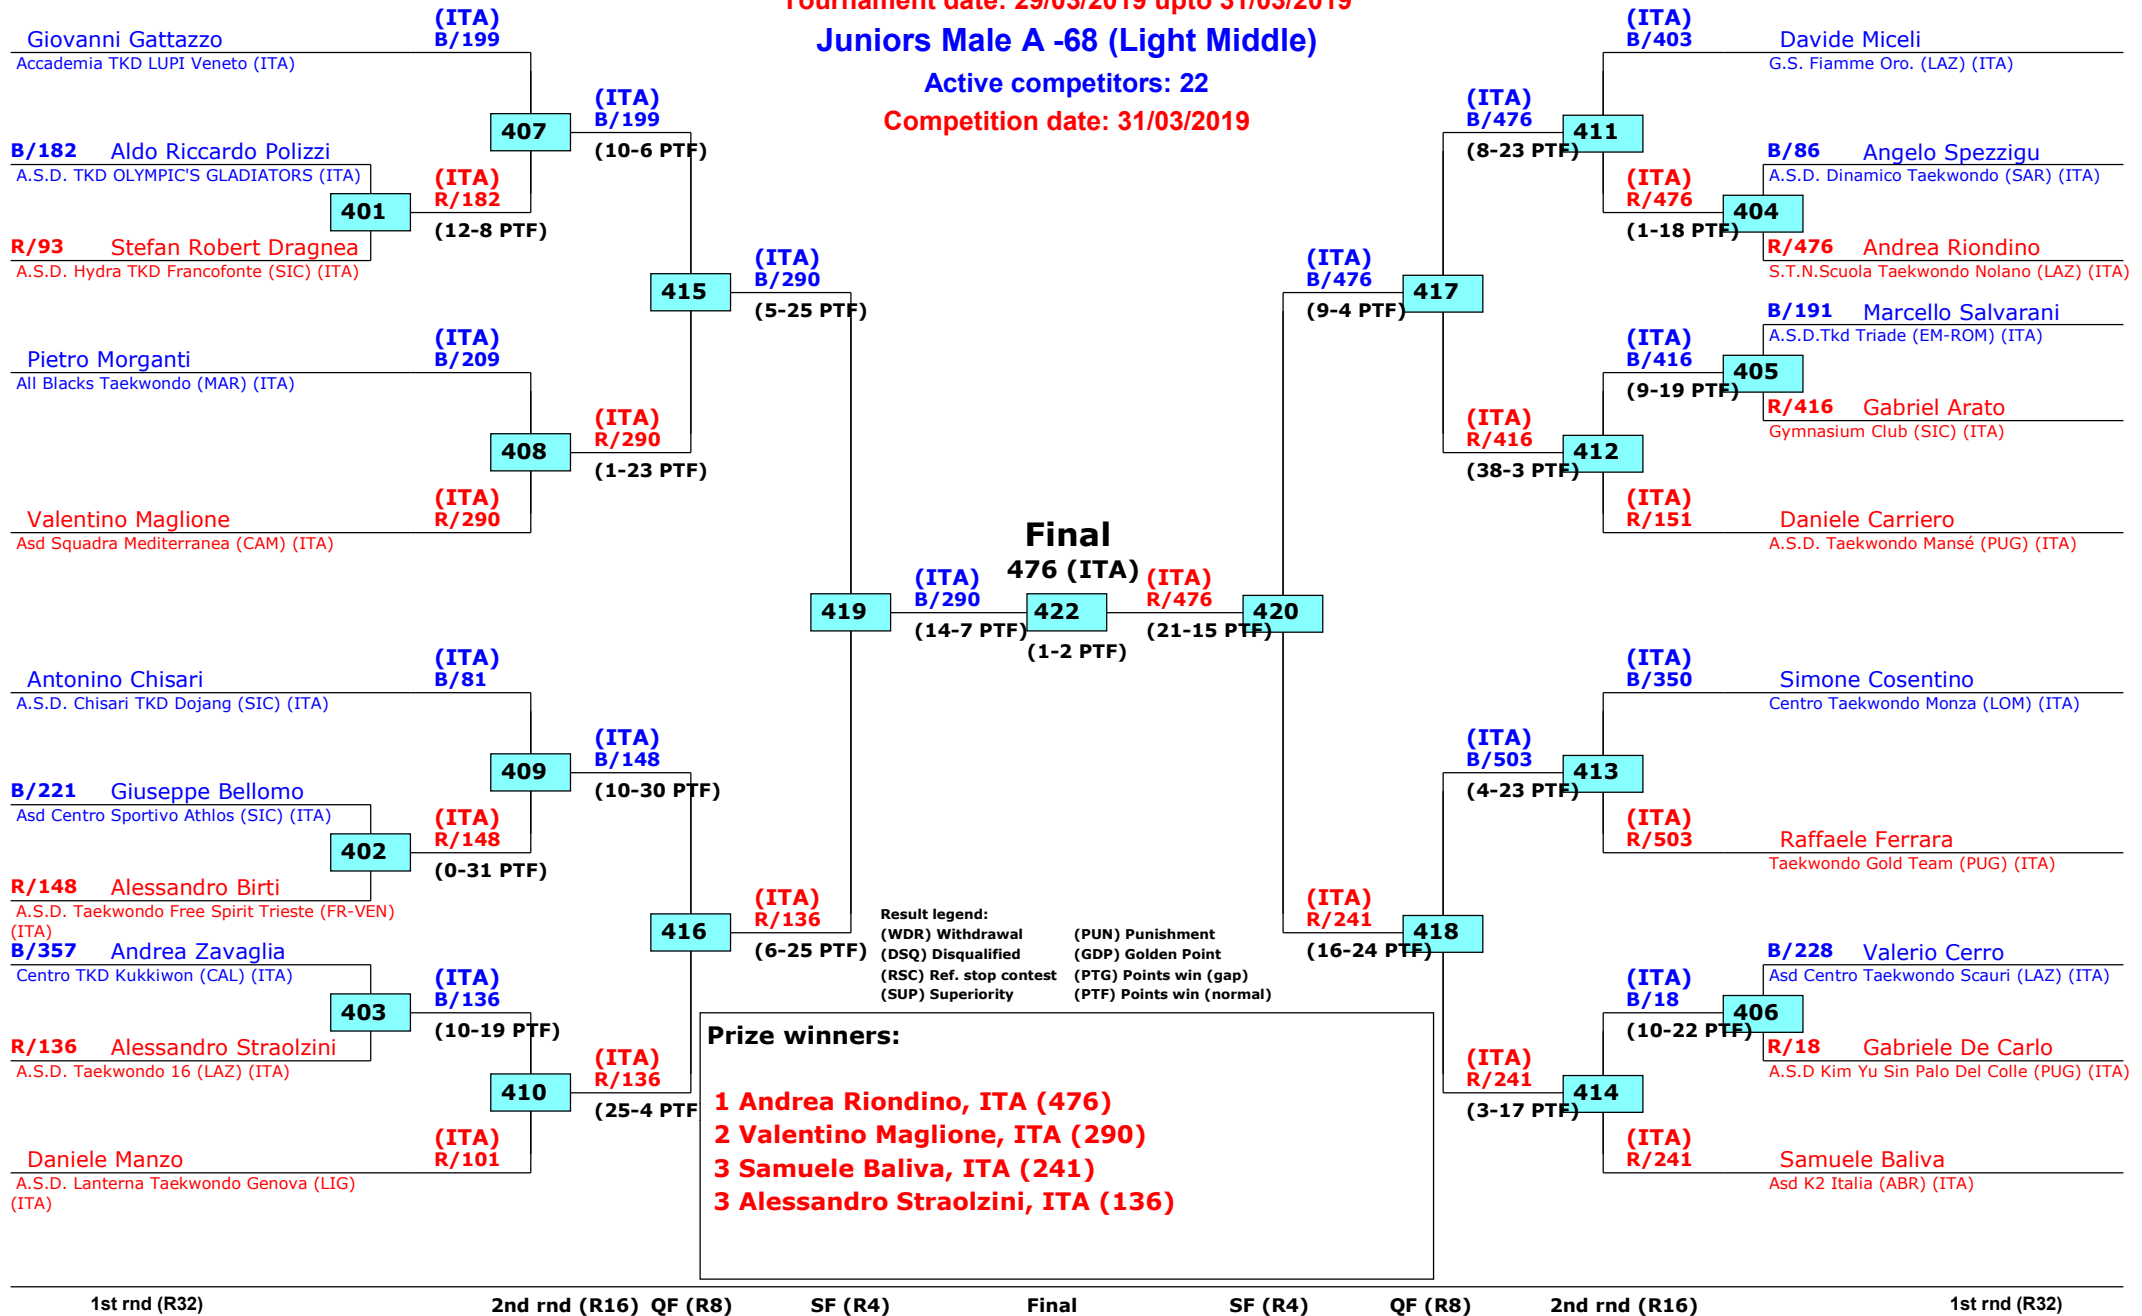 Tournament date: 29/03/2019 upto 31/03/2019
Juniors Male A -68 (Light Middle)
Active competitors: 22
Competition date: 31/03/2019
Giovanni Gattazzo
Accademia TKD LUPI Veneto (ITA)
(ITA)
B/199
B/182 Aldo Riccardo Polizzi
A.S.D. TKD OLYMPIC'S GLADIATORS (ITA)
401
R/93 Stefan Robert Dragnea
A.S.D. Hydra TKD Francofonte (SIC) (ITA)
(ITA)
R/182
(12-8 PTF)
407
(ITA)
B/199
(10-6 PTF)
Pietro Morganti
All Blacks Taekwondo (MAR) (ITA)
(ITA)
B/209
408
(ITA)
R/290
(1-23 PTF)
Valentino Maglione
Asd Squadra Mediterranea (CAM) (ITA)
(ITA)
R/290
415
(ITA)
B/290
(5-25 PTF)
Antonino Chisari
A.S.D. Chisari TKD Dojang (SIC) (ITA)
(ITA)
B/81
B/221 Giuseppe Bellomo
Asd Centro Sportivo Athlos (SIC) (ITA)
402
R/148 Alessandro Birti
A.S.D. Taekwondo Free Spirit Trieste (FR-VEN)
(ITA)
(ITA)
R/148
(0-31 PTF)
409
(ITA)
B/148
(10-30 PTF)
B/357 Andrea Zavaglia
Centro TKD Kukkiwon (CAL) (ITA)
403
R/136 Alessandro Straolzini
A.S.D. Taekwondo 16 (LAZ) (ITA)
(ITA)
B/136
(10-19 PTF)
410
(ITA)
R/136
(25-4 PTF
Daniele Manzo
A.S.D. Lanterna Taekwondo Genova (LIG)
(ITA)
(ITA)
R/101
416
(ITA)
R/136
(6-25 PTF)
419
(ITA)
B/290
(14-7 PTF)
Final
476 (ITA)
422
(1-2 PTF)
(ITA)
R/476
(21-15 PTF)
420
(ITA)
B/476
(9-4 PTF)
417
(ITA)
B/476
(8-23 PTF)
411
(ITA)
B/403
Davide Miceli
G.S. Fiamme Oro. (LAZ) (ITA)
(ITA)
R/476
(1-18 PTF)
404
B/86 Angelo Spezzigu
A.S.D. Dinamico Taekwondo (SAR) (ITA)
R/476 Andrea Riondino
S.T.N.Scuola Taekwondo Nolano (LAZ) (ITA)
B/191 Marcello Salvarani
A.S.D.Tkd Triade (EM-ROM) (ITA)
(ITA)
B/416
(9-19 PTF)
405
R/416 Gabriel Arato
Gymnasium Club (SIC) (ITA)
(ITA)
R/416
(38-3 PTF)
412
(ITA)
R/151
Daniele Carriero
A.S.D. Taekwondo Mansé (PUG) (ITA)
(ITA)
B/350
Simone Cosentino
Centro Taekwondo Monza (LOM) (ITA)
(ITA)
B/503
(4-23 PTF)
413
(ITA)
R/503
Raffaele Ferrara
Taekwondo Gold Team (PUG) (ITA)
(ITA)
R/241
(16-24 PTF)
418
B/228 Valerio Cerro
Asd Centro Taekwondo Scauri (LAZ) (ITA)
(ITA)
B/18
(10-22 PTF)
406
R/18 Gabriele De Carlo
A.S.D Kim Yu Sin Palo Del Colle (PUG) (ITA)
(ITA)
R/241
(3-17 PTF)
414
(ITA)
R/241
Samuele Baliva
Asd K2 Italia (ABR) (ITA)
Result legend:
(WDR) Withdrawal (PUN) Punishment
(DSQ) Disqualified (GDP) Golden Point
(RSC) Ref. stop contest (PTG) Points win (gap)
(SUP) Superiority (PTF) Points win (normal)
Prize winners:
1 Andrea Riondino, ITA (476)
2 Valentino Maglione, ITA (290)
3 Samuele Baliva, ITA (241)
3 Alessandro Straolzini, ITA (136)
1st rnd (R32) 2nd rnd (R16) QF (R8) SF (R4) Final SF (R4) QF (R8) 2nd rnd (R16) 1st rnd (R32)